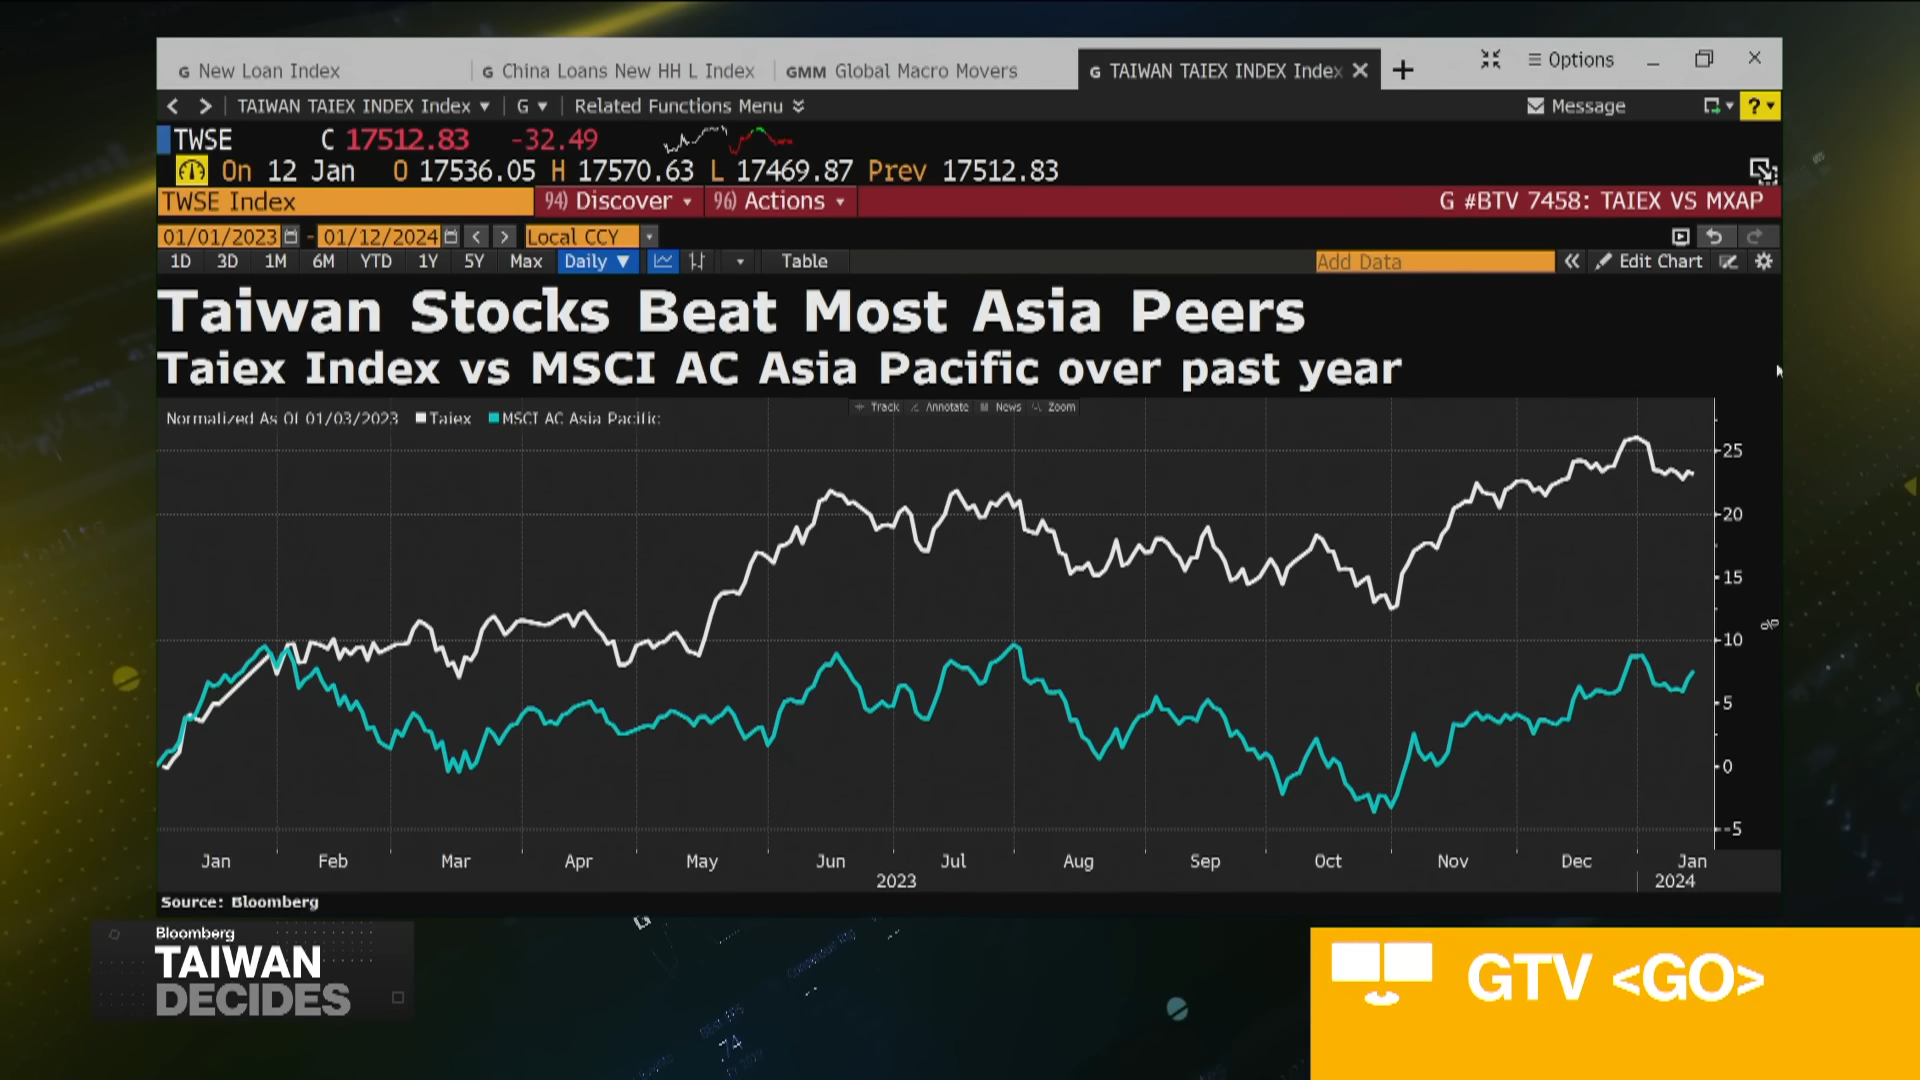 G New Loan Index
G China Loans New HH L Index
GMM Global Macro Movers
G TAIWAN TAIEX INDEX Index
Options
TAIWAN TAIEX INDEX Index
G
Related Functions Menu
Message
?
TWSE C 17512.83 -32.49
On 12 Jan O 17536.05 H 17570.63 L 17469.87 Prev 17512.83
TWSE Index
94) Discover
96) Actions
G #BTV 7458: TAIEX VS MXAP
01/01/2023 - 01/12/2024
Local CCY
1D 3D 1M 6M YTD 1Y 5Y Max Daily Table
Add Data
Edit Chart
Taiwan Stocks Beat Most Asia Peers
Taiex Index vs MSCI AC Asia Pacific over past year
Track Annotate News Zoom
Normalized As Of 01/03/2023 Taiex MSCI AC Asia Pacific
25
20
15
10
%
5
0
-5
Jan Feb Mar Apr May Jun Jul Aug Sep Oct Nov Dec Jan
2023 2024
Source: Bloomberg
Bloomberg
TAIWAN
DECIDES
GTV <GO>
74